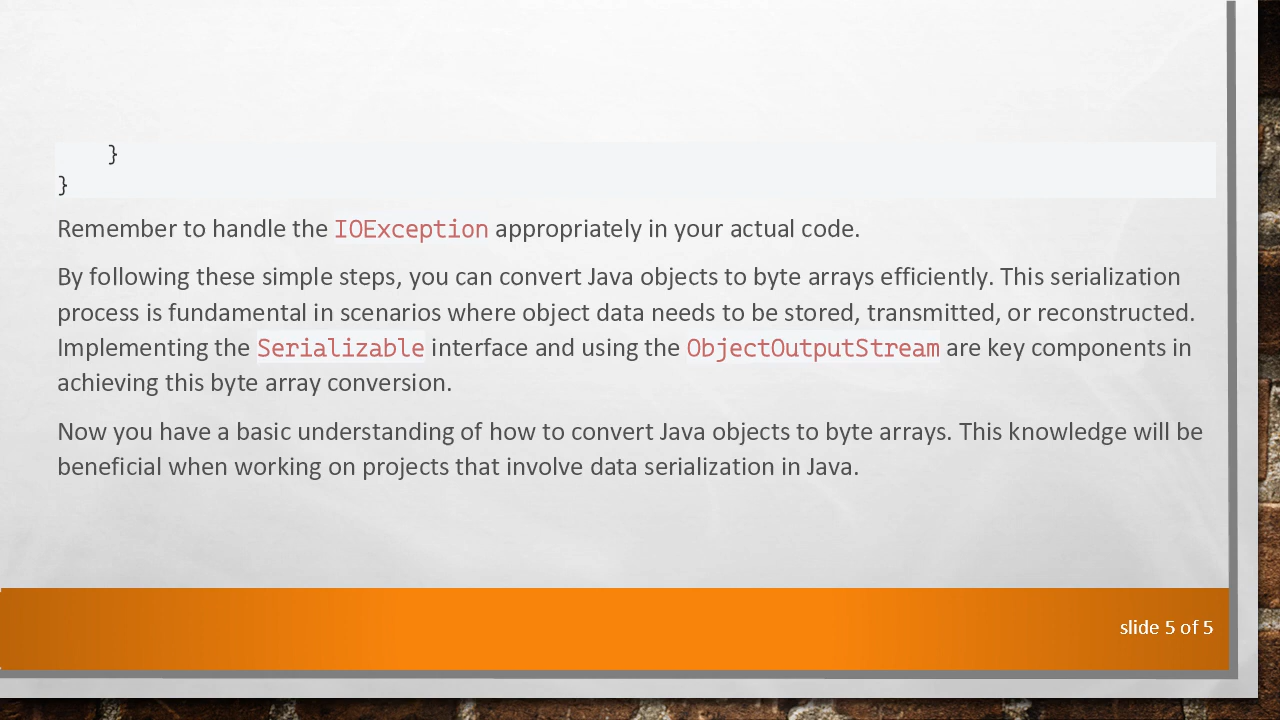 }
}
Remember to handle the IOException appropriately in your actual code.
By following these simple steps, you can convert Java objects to byte arrays efficiently. This serialization
process is fundamental in scenarios where object data needs to be stored, transmitted, or reconstructed.
Implementing the Serializable interface and using the ObjectOutputStream are key components in
achieving this byte array conversion.
Now you have a basic understanding of how to convert Java objects to byte arrays. This knowledge will be
beneficial when working on projects that involve data serialization in Java.
slide 5 of 5